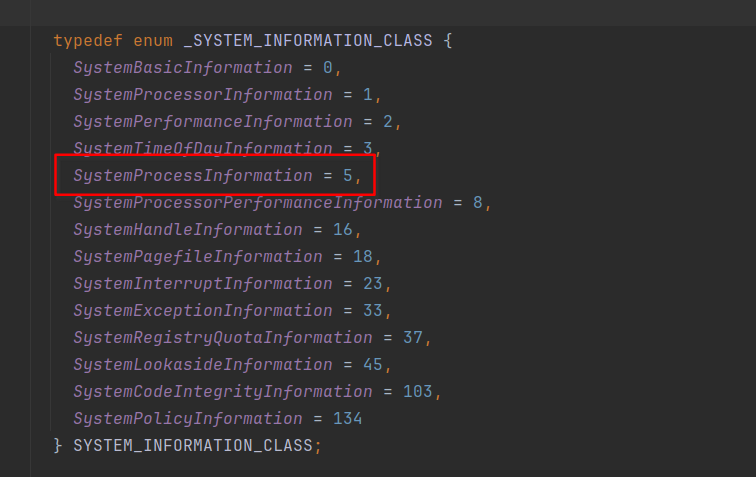 typedef enum _SYSTEM_INFORMATION_CLASS {
SystemBasicInformation = 0,
SystemProcessorInformation = 1,
SystemPerformanceInformation = 2,
SystemTimeOfDayInformation = 3,
SystemProcessInformation = 5,
SystemProcessorPerformanceInformation = 8,
SystemHandleInformation = 16,
SystemPagefileInformation = 18,
SystemInterruptInformation = 23,
SystemExceptionInformation = 33,
SystemRegistryQuotaInformation = 37,
SystemLookasideInformation = 45,
SystemCodeIntegrityInformation = 103,
SystemPolicyInformation = 134
} SYSTEM_INFORMATION_CLASS;